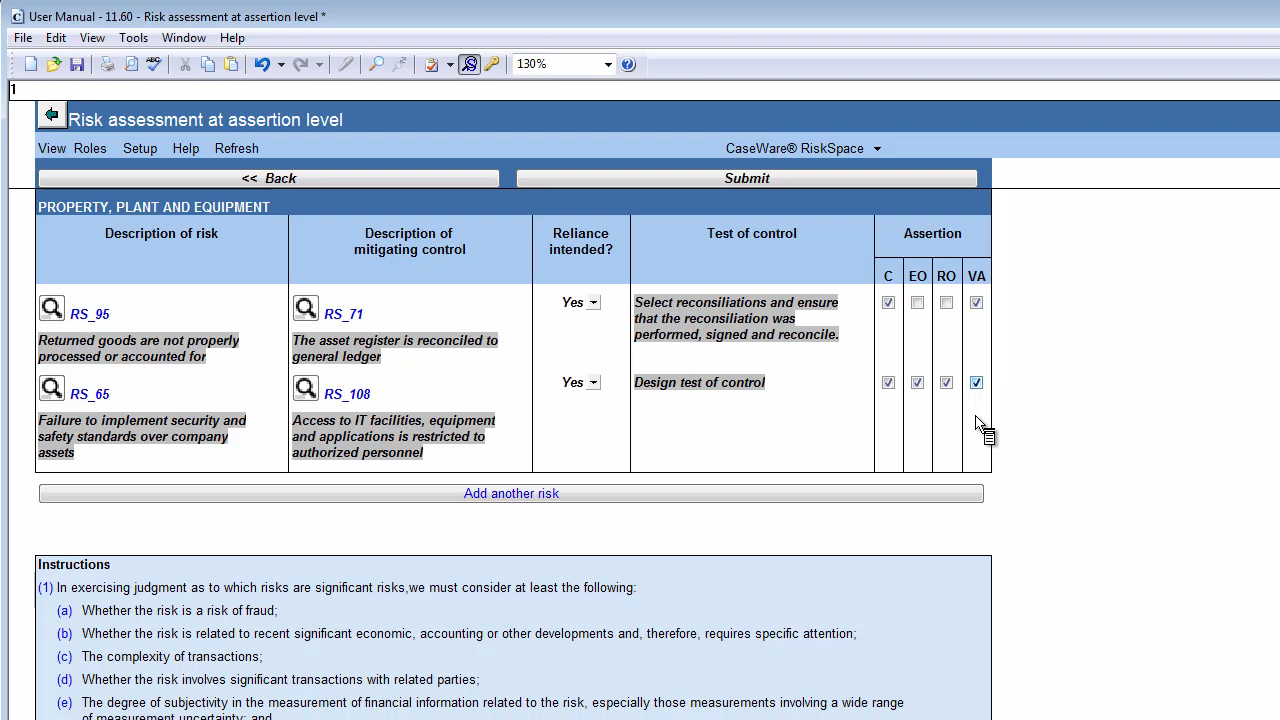 User Manual - 11.60 - Risk assessment at assertion level *
File Edit View Tools Window Help
ABC 130%
1
Risk assessment at assertion level
View Roles Setup Help Refresh CaseWare® RiskSpace
<< Back Submit
PROPERTY, PLANT AND EQUIPMENT
Description of risk
Description of
mitigating control
Reliance
intended?
Test of control
Assertion
C EO RO VA
RS_95
Returned goods are not properly
processed or accounted for
RS_71
The asset register is reconciled to
general ledger
Yes
Select reconsiliations and ensure
that the reconsiliation was
performed, signed and reconcile.
RS_65
Failure to implement security and
safety standards over company
assets
RS_108
Access to IT facilities, equipment
and applications is restricted to
authorized personnel
Yes
Design test of control
Add another risk
Instructions
(1) In exercising judgment as to which risks are significant risks,we must consider at least the following:
(a) Whether the risk is a risk of fraud;
(b) Whether the risk is related to recent significant economic, accounting or other developments and, therefore, requires specific attention;
(c) The complexity of transactions;
(d) Whether the risk involves significant transactions with related parties;
(e) The degree of subjectivity in the measurement of financial information related to the risk, especially those measurements involving a wide range
of measurement uncertainty; and